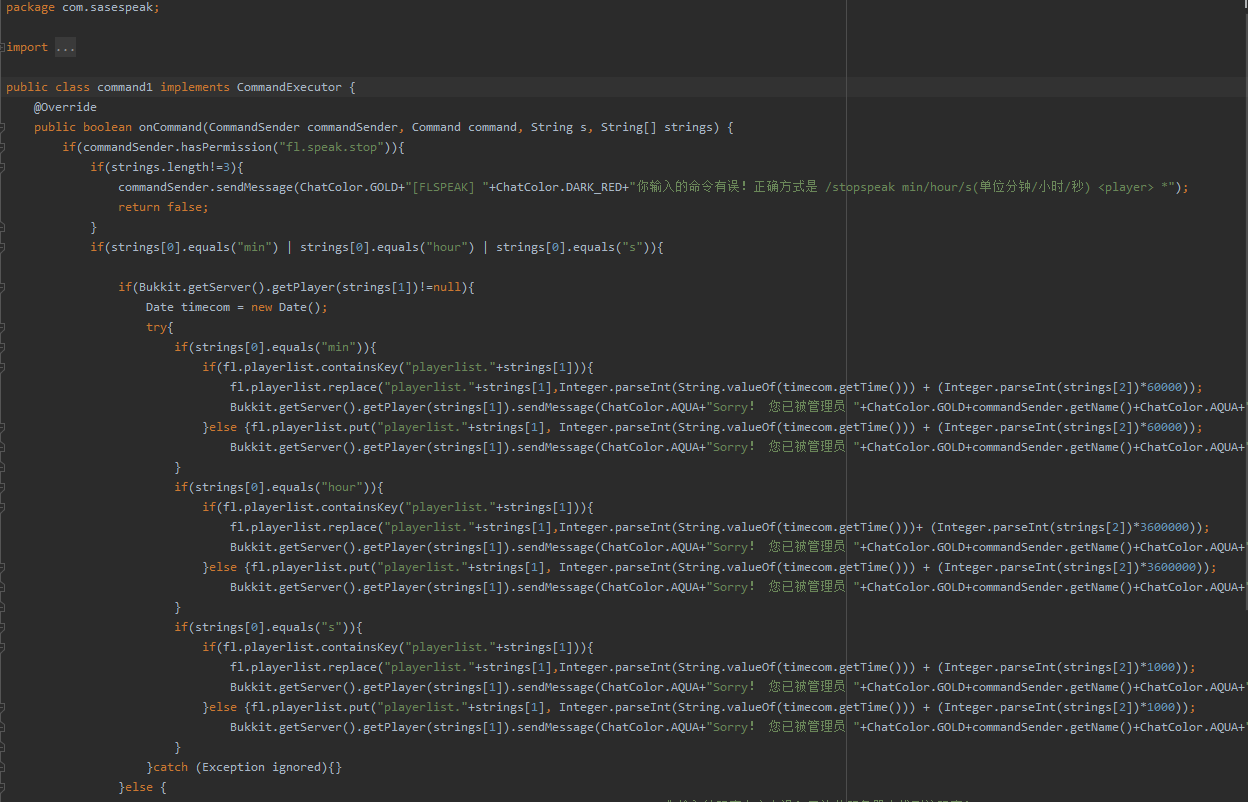 package com.sasespeak;
import ...
public class command1 implements CommandExecutor {
@Override
public boolean onCommand(CommandSender commandSender, Command command, String s, String[] strings) {
if(commandSender.hasPermission("fl.speak.stop")){
if(strings.length!=3){
commandSender.sendMessage(ChatColor.GOLD+"[FLSPEAK] "+ChatColor.DARK_RED+"你输入的命令有误! 正确方式是 /stopspeak min/hour/s(单位分钟/小时/秒) <player> *");
return false;
}
if(strings[0].equals("min") | strings[0].equals("hour") | strings[0].equals("s")){
if(Bukkit.getServer().getPlayer(strings[1])!=null){
Date timecom = new Date();
try{
if(strings[0].equals("min")){
if(fl.playerlist.containsKey("playerlist."+strings[1])){
fl.playerlist.replace("playerlist."+strings[1],Integer.parseInt(String.valueOf(timecom.getTime())) + (Integer.parseInt(strings[2])*60000));
Bukkit.getServer().getPlayer(strings[1]).sendMessage(ChatColor.AQUA+"Sorry! 您已被管理员 "+ChatColor.GOLD+commandSender.getName()+ChatColor.AQUA+"
}else {fl.playerlist.put("playerlist."+strings[1], Integer.parseInt(String.valueOf(timecom.getTime())) + (Integer.parseInt(strings[2])*60000));
Bukkit.getServer().getPlayer(strings[1]).sendMessage(ChatColor.AQUA+"Sorry! 您已被管理员 "+ChatColor.GOLD+commandSender.getName()+ChatColor.AQUA+"
}
if(strings[0].equals("hour")){
if(fl.playerlist.containsKey("playerlist."+strings[1])){
fl.playerlist.replace("playerlist."+strings[1],Integer.parseInt(String.valueOf(timecom.getTime()))+ (Integer.parseInt(strings[2])*3600000));
Bukkit.getServer().getPlayer(strings[1]).sendMessage(ChatColor.AQUA+"Sorry! 您已被管理员 "+ChatColor.GOLD+commandSender.getName()+ChatColor.AQUA+"
}else {fl.playerlist.put("playerlist."+strings[1], Integer.parseInt(String.valueOf(timecom.getTime())) + (Integer.parseInt(strings[2])*3600000));
Bukkit.getServer().getPlayer(strings[1]).sendMessage(ChatColor.AQUA+"Sorry! 您已被管理员 "+ChatColor.GOLD+commandSender.getName()+ChatColor.AQUA+"
}
if(strings[0].equals("s")){
if(fl.playerlist.containsKey("playerlist."+strings[1])){
fl.playerlist.replace("playerlist."+strings[1],Integer.parseInt(String.valueOf(timecom.getTime())) + (Integer.parseInt(strings[2])*1000));
Bukkit.getServer().getPlayer(strings[1]).sendMessage(ChatColor.AQUA+"Sorry! 您已被管理员 "+ChatColor.GOLD+commandSender.getName()+ChatColor.AQUA+"
}else {fl.playerlist.put("playerlist."+strings[1], Integer.parseInt(String.valueOf(timecom.getTime())) + (Integer.parseInt(strings[2])*1000));
Bukkit.getServer().getPlayer(strings[1]).sendMessage(ChatColor.AQUA+"Sorry! 您已被管理员 "+ChatColor.GOLD+commandSender.getName()+ChatColor.AQUA+"
}
}catch (Exception ignored){}
}else {